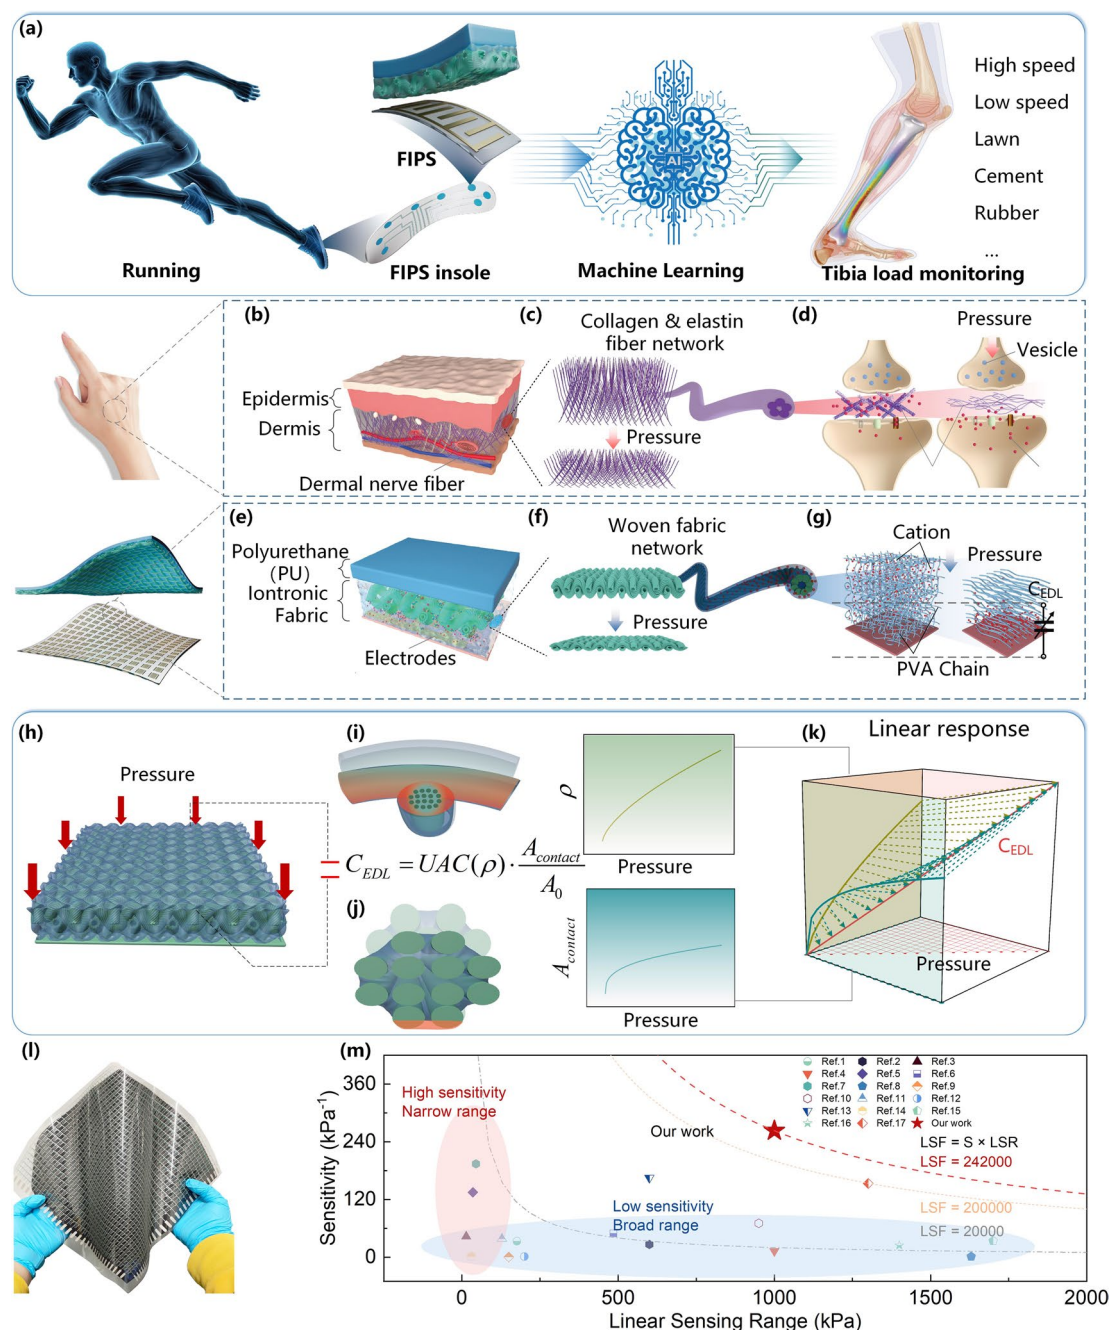 (a)
FIPS
AI
High speed
Low speed
Lawn
Cement
Rubber
...
Running
FIPS insole
Machine Learning
Tibia load monitoring
(b)
Epidermis
Dermis
Dermal nerve fiber
(c)
Collagen & elastin
fiber network
Pressure
(d)
Pressure
Vesicle
(e)
Polyurethane
(PU)
Iontronic
Fabric
Electrodes
(f)
Woven fabric
network
Pressure
(g)
Cation
Pressure
C_EDL
PVA Chain
(h)
Pressure
(i)
C_EDL = UAC(ρ) · A_contact / A_0
(j)
ρ
Pressure
A_contact
Pressure
(k)
Linear response
C_EDL
Pressure
(l)
(m)
Sensitivity (kPa⁻¹)
360
240
120
0
High sensitivity
Narrow range
Our work
Low sensitivity
Broad range
Ref.1 Ref.2 Ref.3
Ref.4 Ref.5 Ref.6
Ref.7 Ref.8 Ref.9
Ref.10 Ref.11 Ref.12
Ref.13 Ref.14 Ref.15
Ref.16 Ref.17 Our work
LSF = S × LSR
LSF = 242000
LSF = 200000
LSF = 20000
0 500 1000 1500 2000
Linear Sensing Range (kPa)